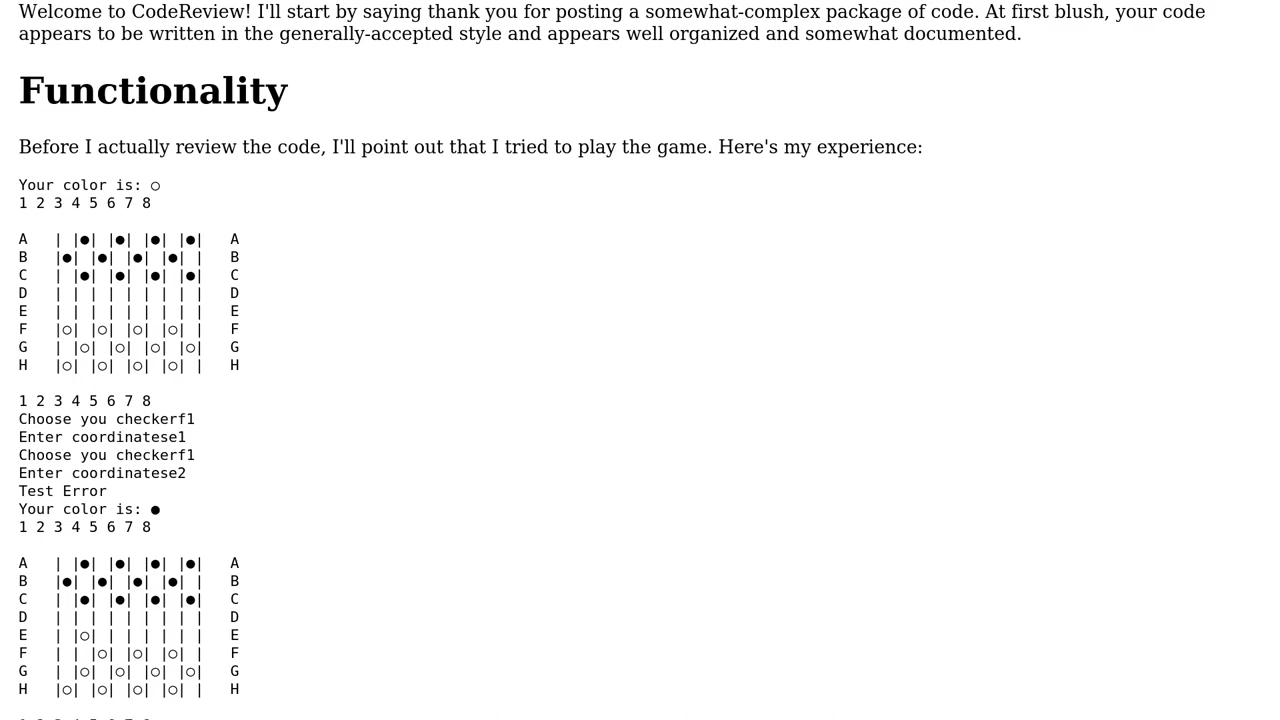 Welcome to CodeReview! I'll start by saying thank you for posting a somewhat-complex package of code. At first blush, your code
appears to be written in the generally-accepted style and appears well organized and somewhat documented.
Functionality
Before I actually review the code, I'll point out that I tried to play the game. Here's my experience:
Your color is: ○
1 2 3 4 5 6 7 8
A   | |●| |●| |●| |●|   A
B   |●| |●| |●| |●| |   B
C   | |●| |●| |●| |●|   C
D   | | | | | | | | |   D
E   | | | | | | | | |   E
F   |○| |○| |○| |○| |   F
G   | |○| |○| |○| |○|   G
H   |○| |○| |○| |○| |   H
1 2 3 4 5 6 7 8
Choose you checkerf1
Enter coordinatese1
Choose you checkerf1
Enter coordinatese2
Test Error
Your color is: ●
1 2 3 4 5 6 7 8
A   | |●| |●| |●| |●|   A
B   |●| |●| |●| |●| |   B
C   | |●| |●| |●| |●|   C
D   | | | | | | | | |   D
E   | |○| | | | | | |   E
F   | | |○| |○| |○| |   F
G   | |○| |○| |○| |○|   G
H   |○| |○| |○| |○| |   H